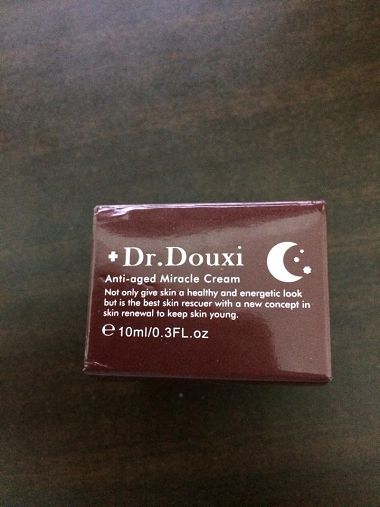 Dr.Douxi
Anti-aged Miracle Cream
Not only give skin a healthy and energetic look
but is the best skin rescuer with a new concept in
skin renewal to keep skin young.
℮ 10ml/0.3FL.oz